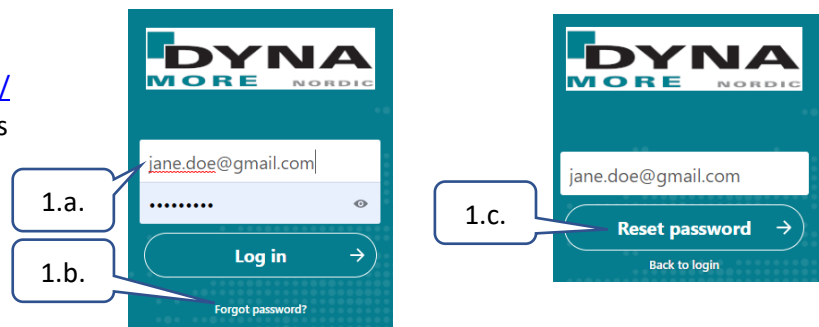 /
s
1.a.
1.b.
DYNA
MORE NORDIC
jane.doe@gmail.com
•••••••••
Log in →
Forgot password?
1.c.
DYNA
MORE NORDIC
jane.doe@gmail.com
Reset password →
Back to login